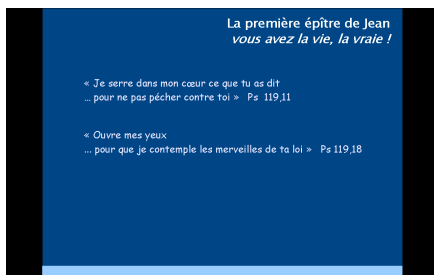 La première épître de Jean
vous avez la vie, la vraie !
« Je serre dans mon cœur ce que tu as dit
... pour ne pas pécher contre toi » Ps 119,11
« Ouvre mes yeux
... pour que je contemple les merveilles de ta loi » Ps 119,18